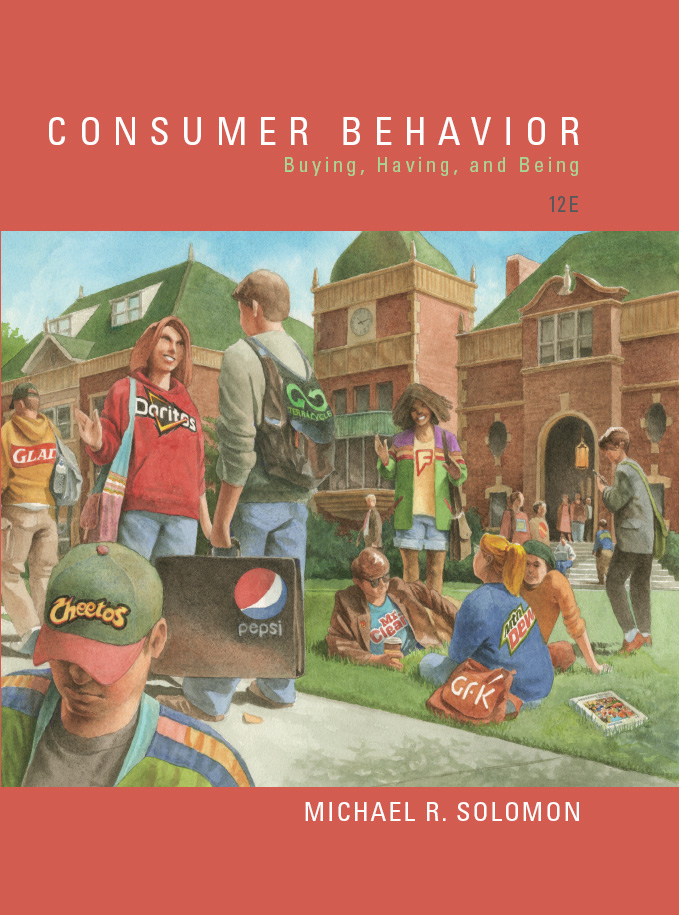 CONSUMER BEHAVIOR
Buying, Having, and Being
12E
Doritos
TERRACYCLE
GLAD
F
Cheetos
pepsi
Mr.
Clean
Mtn
Dew
GFK
MICHAEL R. SOLOMON